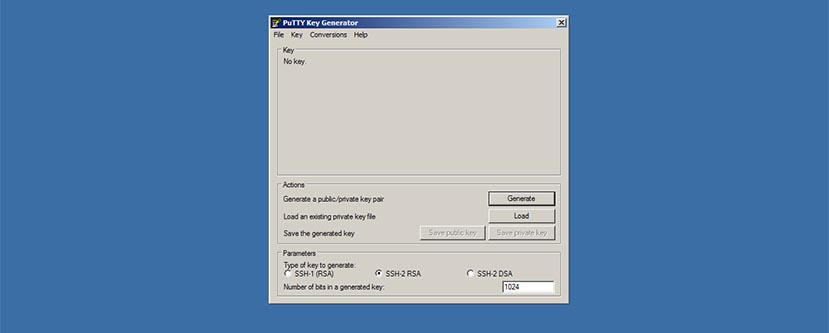 PuTTY Key Generator
File Key Conversions Help
Key
No key.
Actions
Generate a public/private key pair Generate
Load an existing private key file Load
Save the generated key Save public key Save private key
Parameters
Type of key to generate:
SSH-1 (RSA) SSH-2 RSA SSH-2 DSA
Number of bits in a generated key: 1024